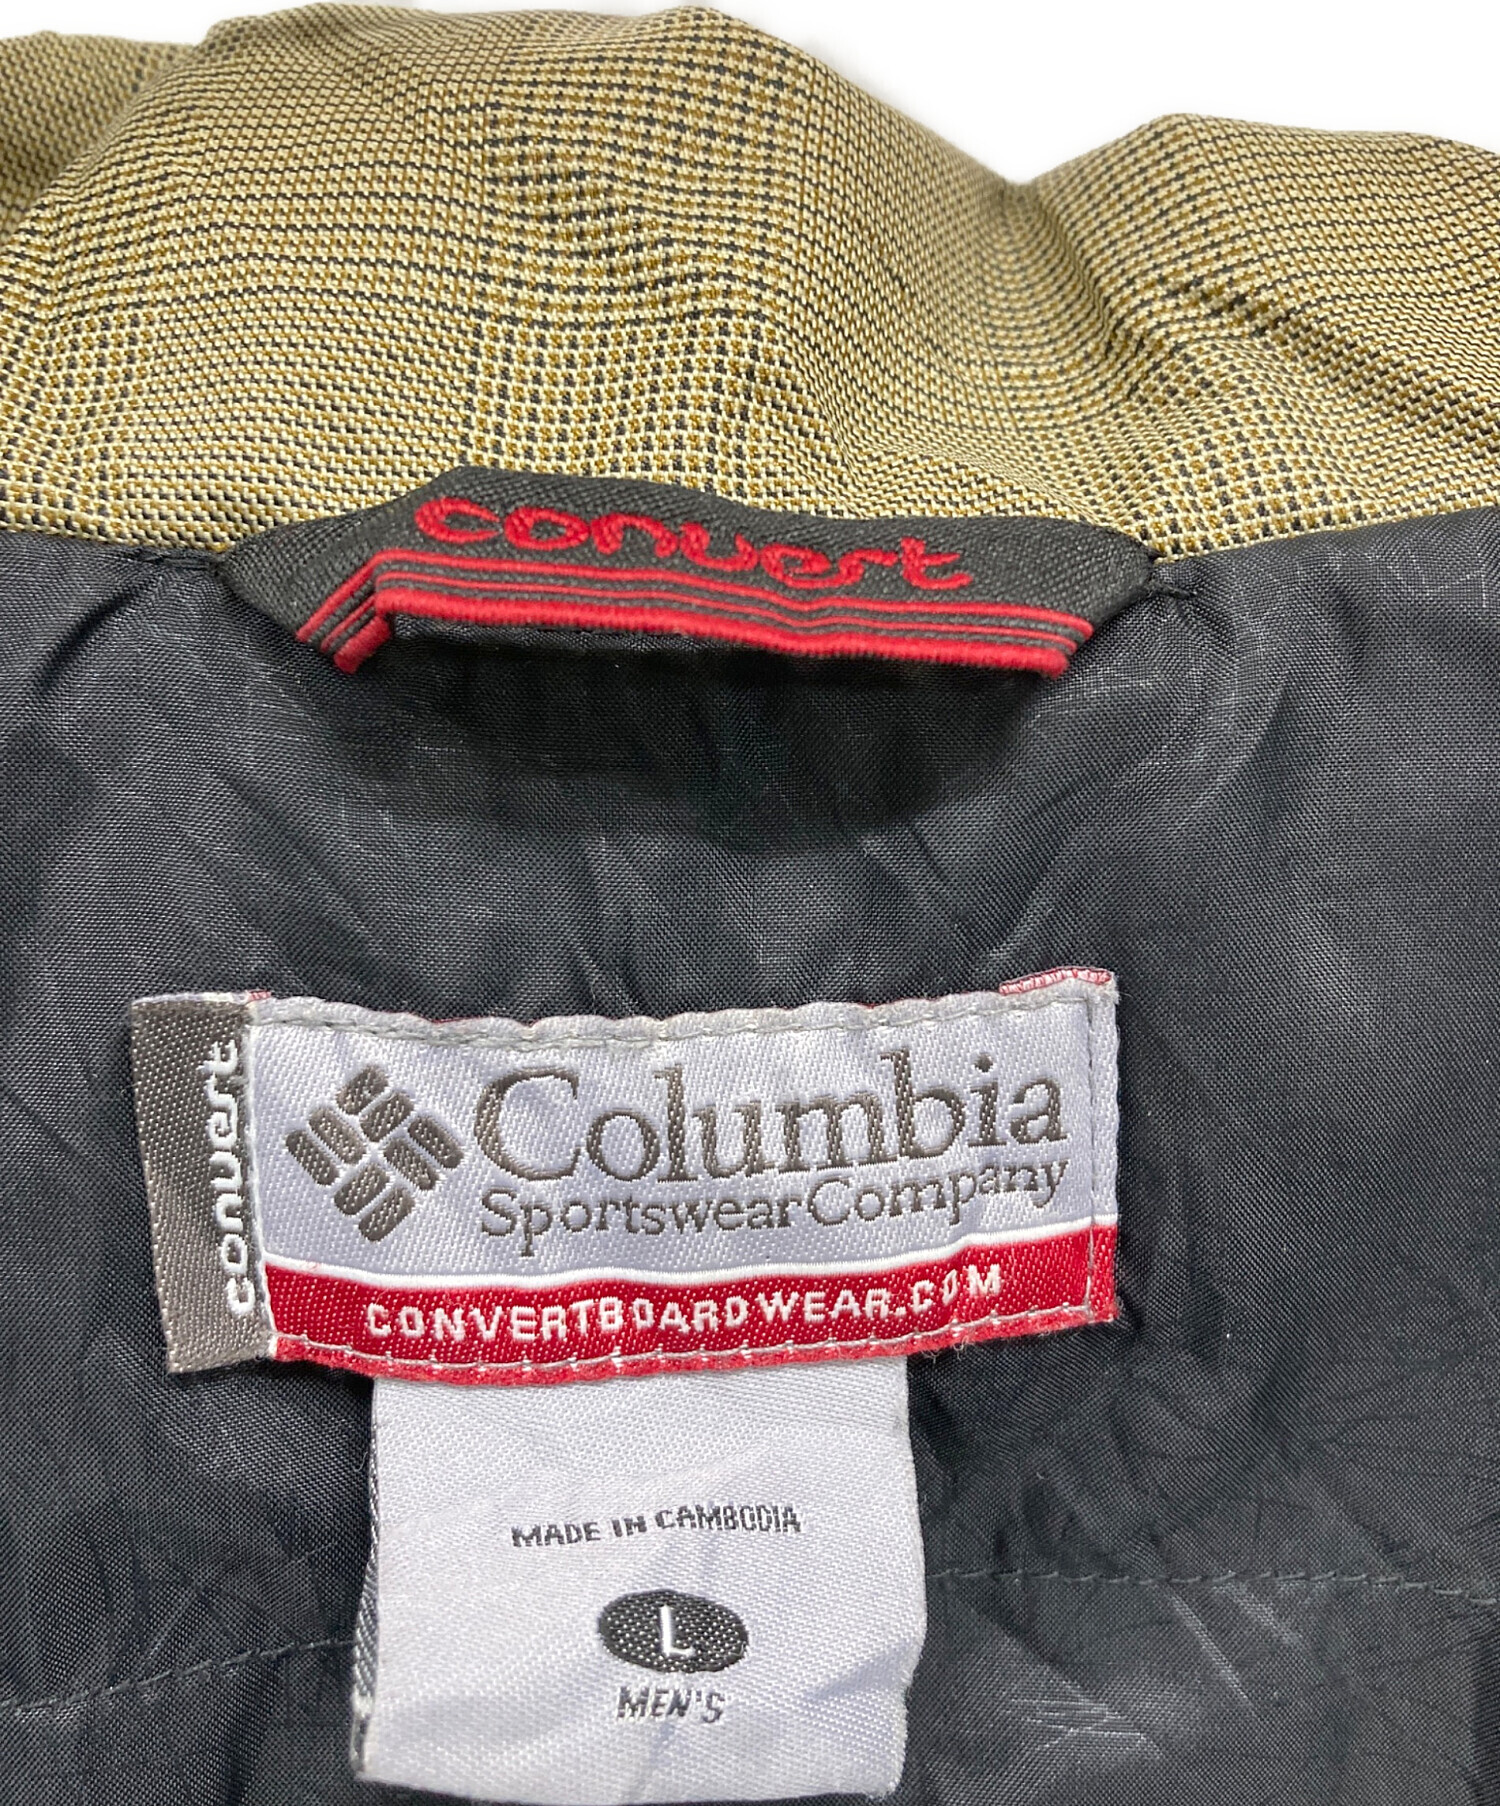 convert
convert
Columbia
Sportswear Company
CONVERTBOARDWEAR.COM
MADE IN CAMBODIA
L
MEN'S